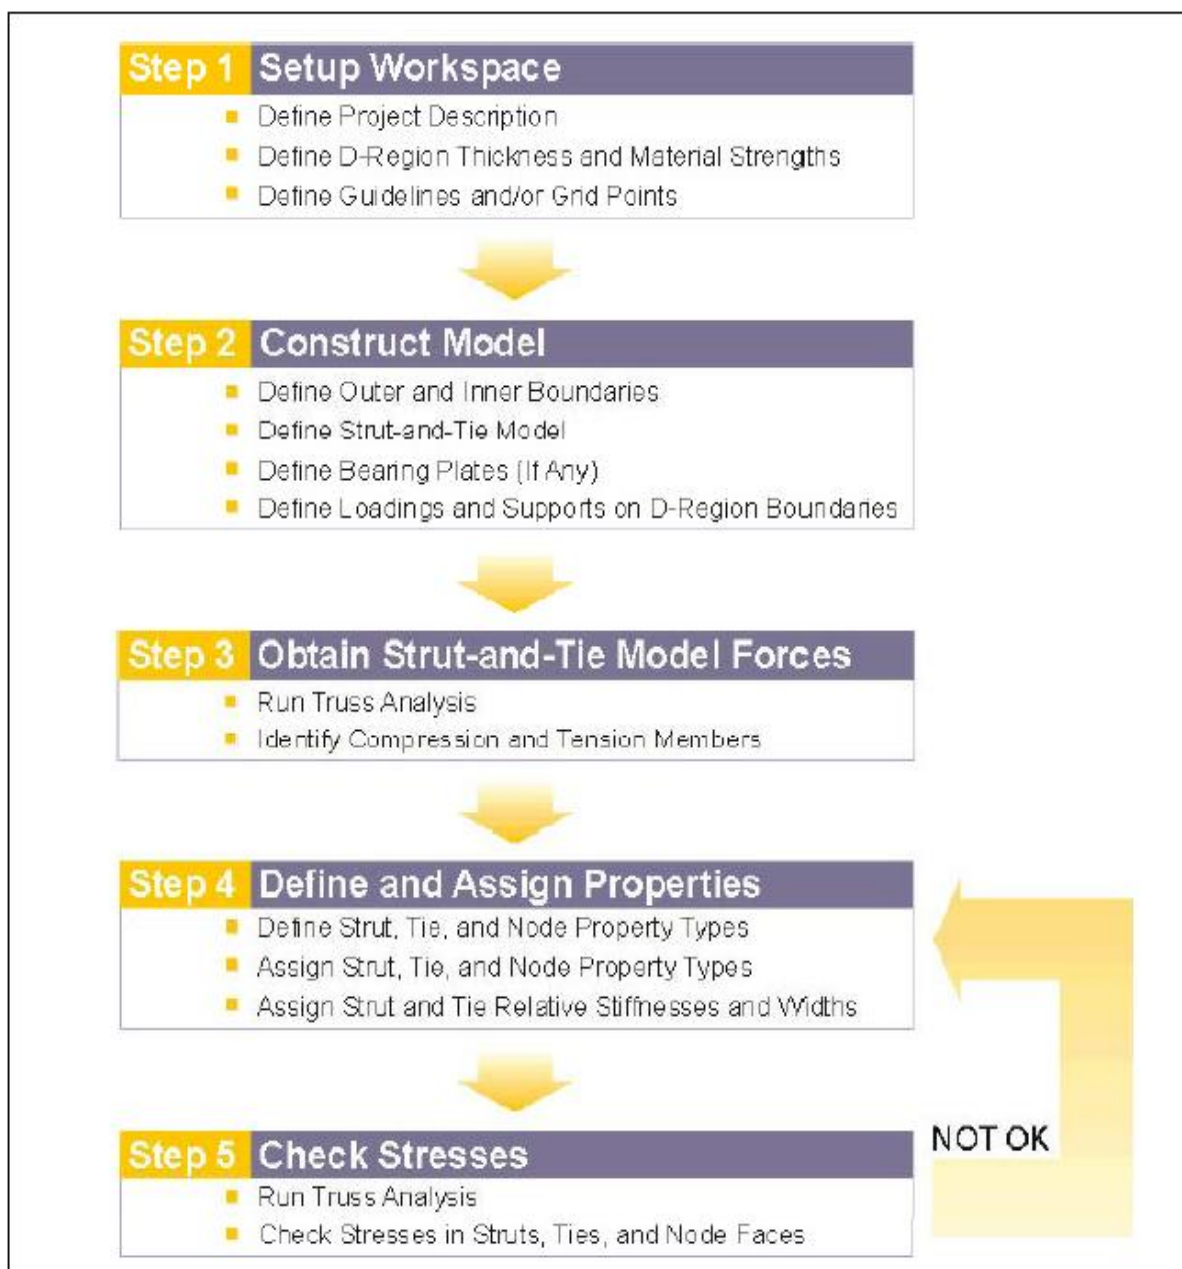 Step 1 Setup Workspace
Define Project Description
Define D-Region Thickness and Material Strengths
Define Guidelines and/or Grid Points
Step 2 Construct Model
Define Outer and Inner Boundaries
Define Strut-and-Tie Model
Define Bearing Plates (If Any)
Define Loadings and Supports on D-Region Boundaries
Step 3 Obtain Strut-and-Tie Model Forces
Run Truss Analysis
Identify Compression and Tension Members
Step 4 Define and Assign Properties
Define Strut, Tie, and Node Property Types
Assign Strut, Tie, and Node Property Types
Assign Strut and Tie Relative Stiffnesses and Widths
NOT OK
Step 5 Check Stresses
Run Truss Analysis
Check Stresses in Struts, Ties, and Node Faces